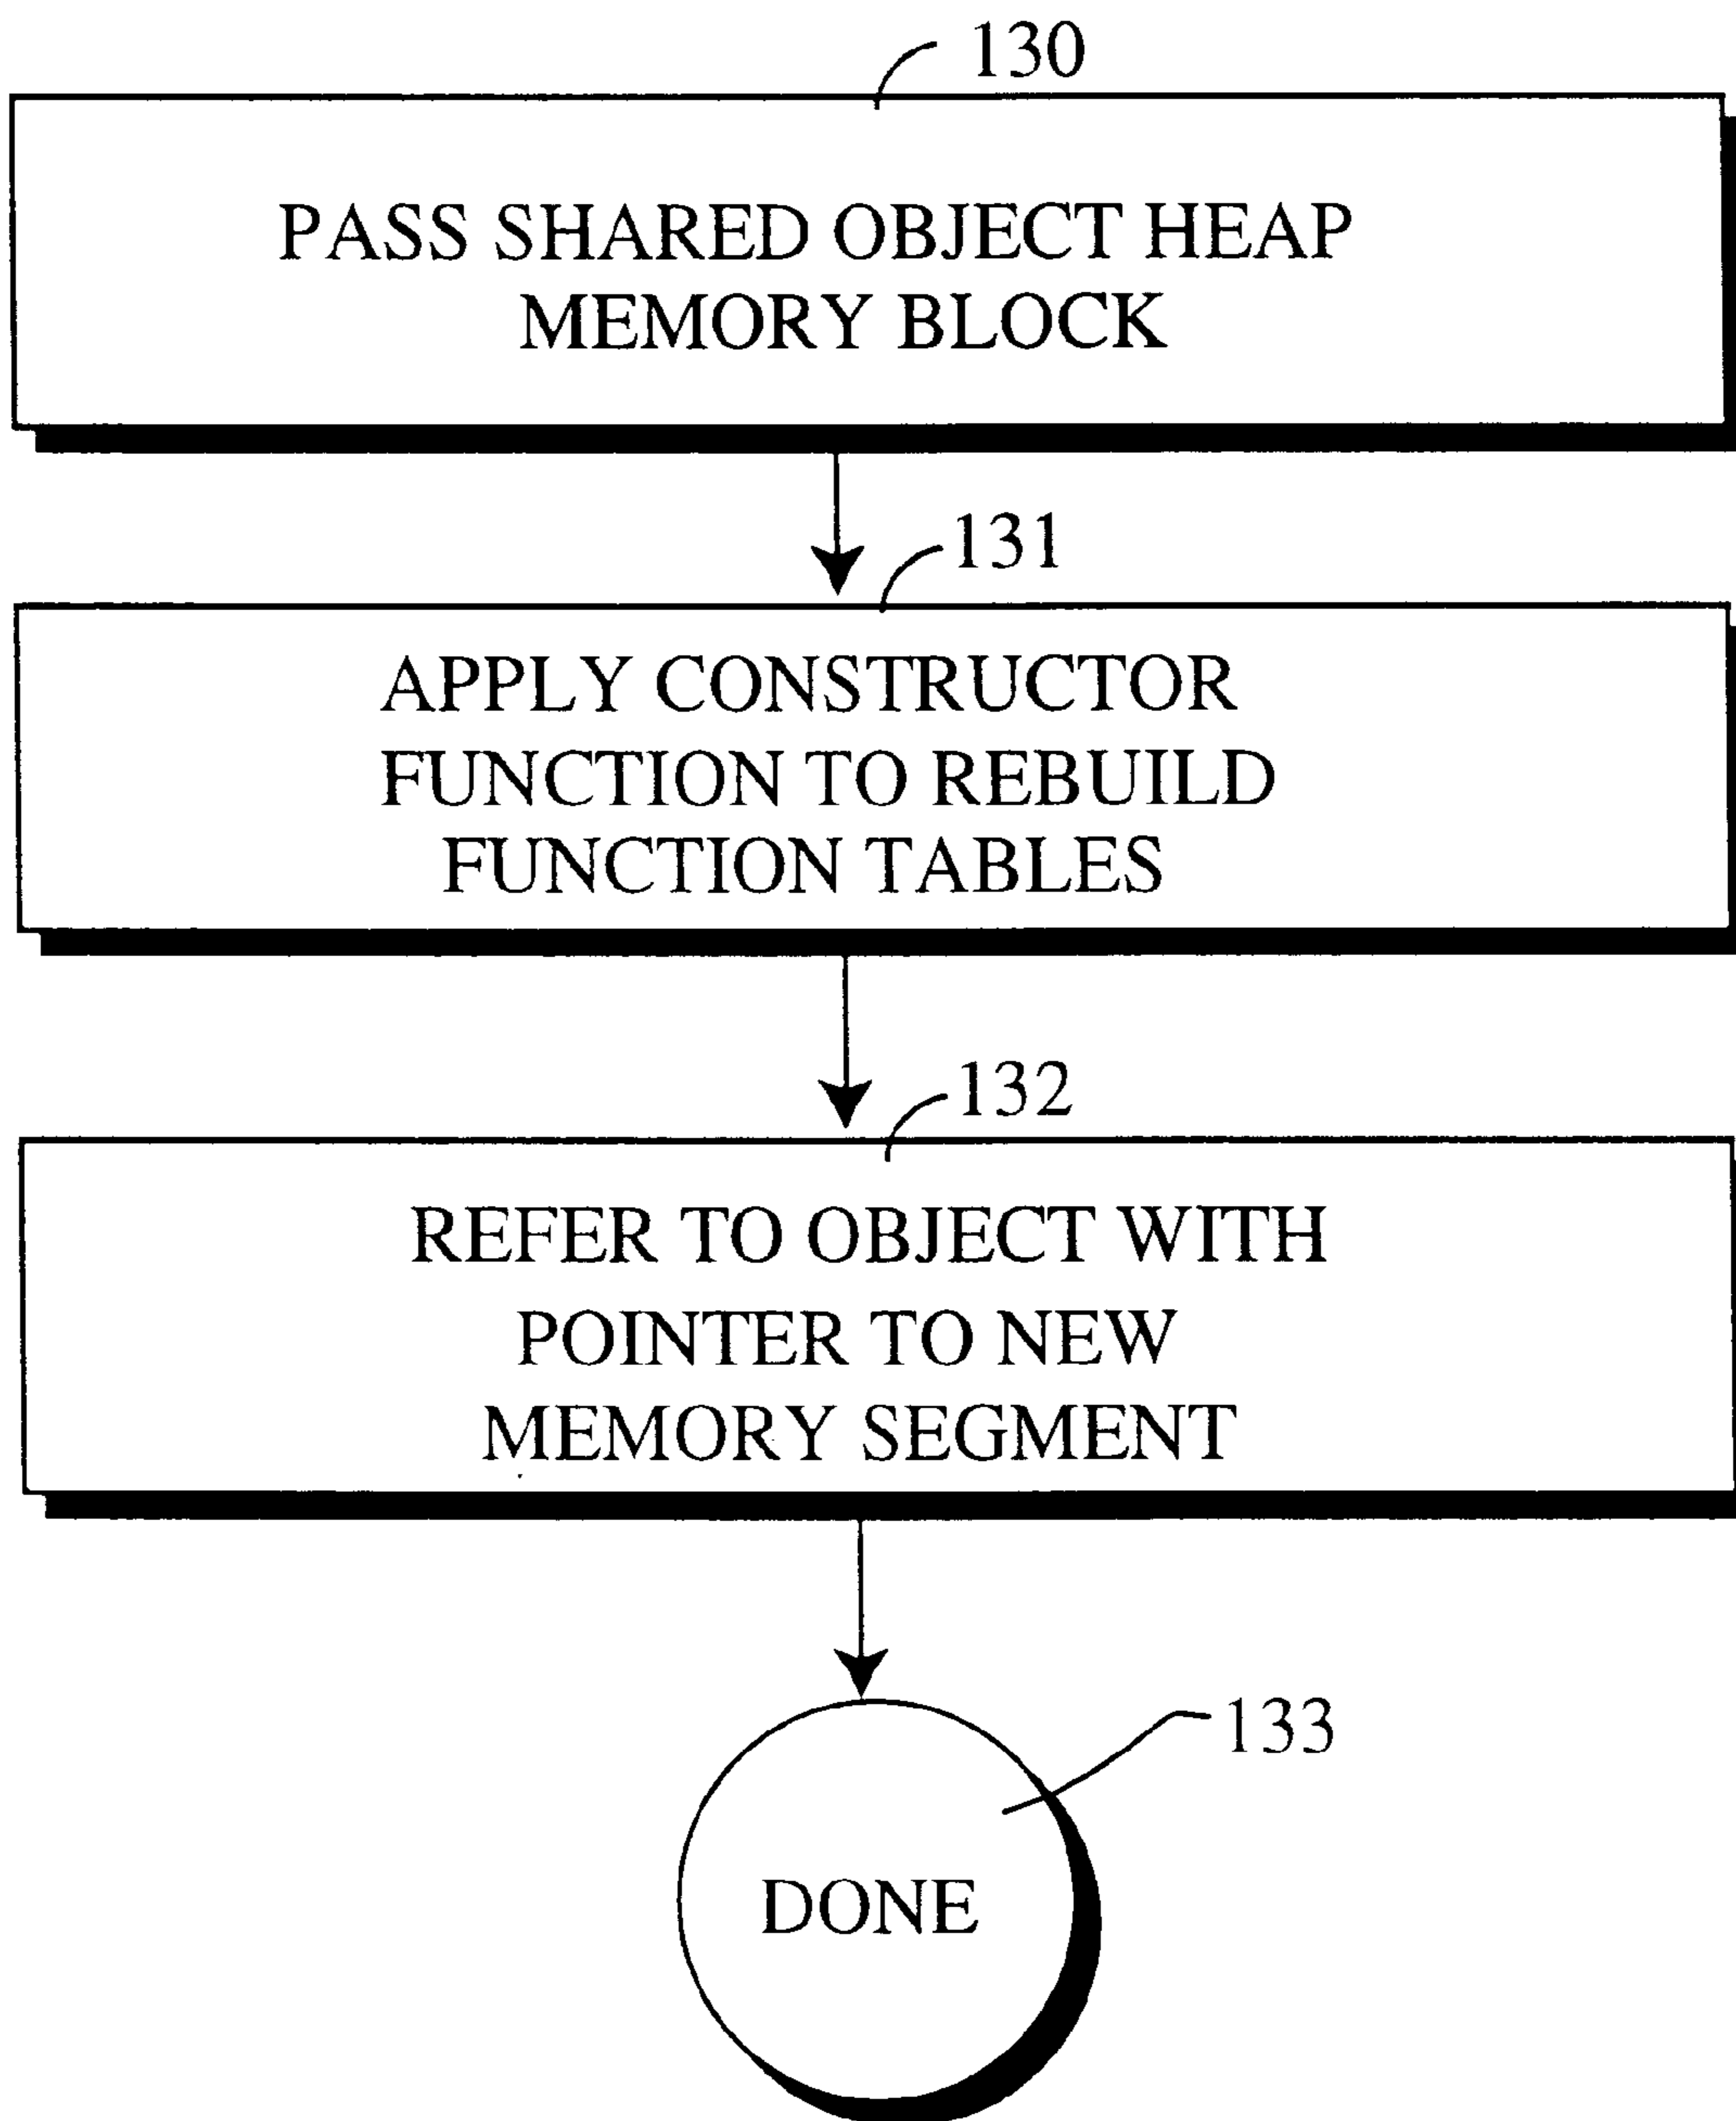 130
PASS SHARED OBJECT HEAP
MEMORY BLOCK
131
APPLY CONSTRUCTOR
FUNCTION TO REBUILD
FUNCTION TABLES
132
REFER TO OBJECT WITH
POINTER TO NEW
MEMORY SEGMENT
133
DONE